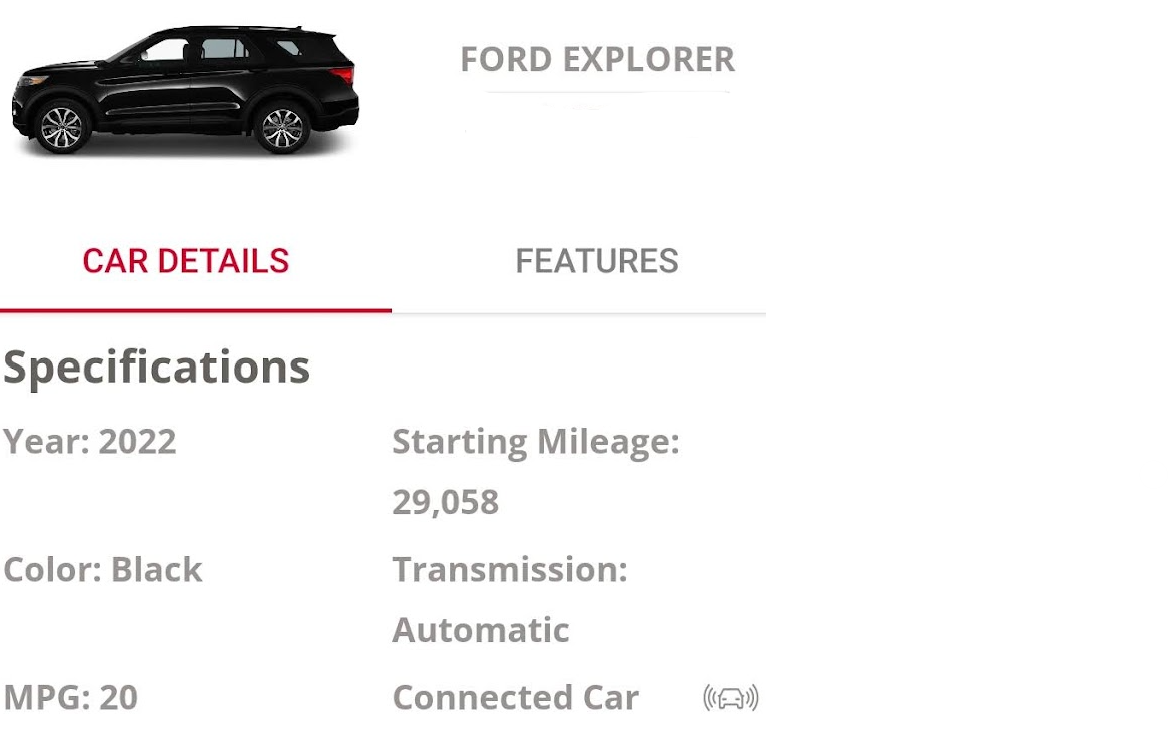 FORD EXPLORER
CAR DETAILS
FEATURES
Specifications
Year: 2022
Starting Mileage:
29,058
Color: Black
Transmission:
Automatic
MPG: 20
Connected Car